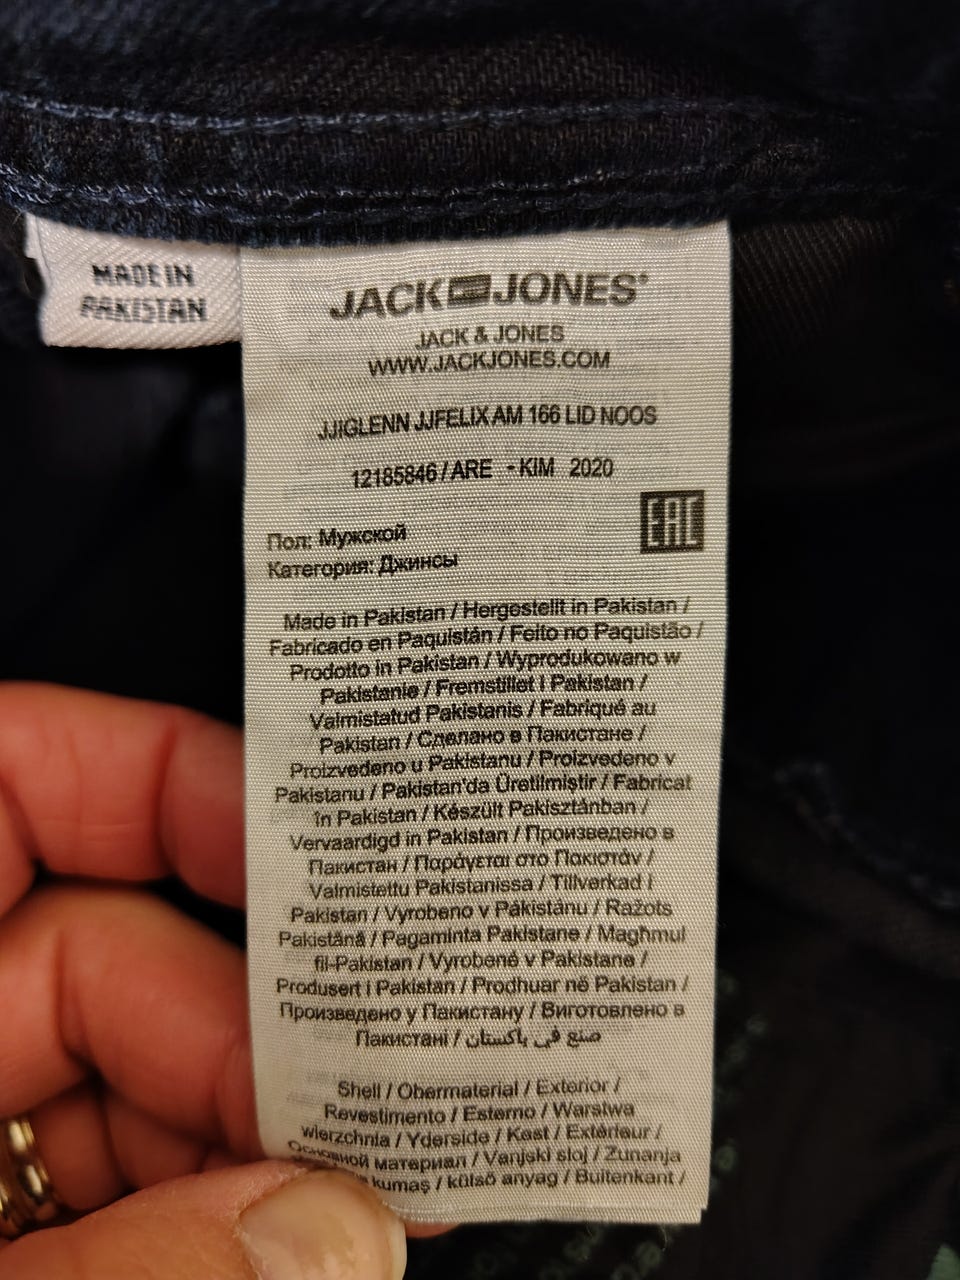 MADE IN
PAKISTAN
JACK JONES®
JACK & JONES
WWW.JACKJONES.COM
JJIGLENN JJFELIX AM 166 LID NOOS
12185846 / ARE - KIM 2020
EAC
Пол: Мужской
Категория: Джинсы
Made in Pakistan / Hergestellt in Pakistan /
Fabricado en Paquistán / Feito no Paquistão /
Prodotto in Pakistan / Wyprodukowano w
Pakistanie / Fremstillet i Pakistan /
Valmistatud Pakistanis / Fabriqué au
Pakistan / Сделано в Пакистане /
Proizvedeno u Pakistanu / Proizvedeno v
Pakistanu / Pakistan'da Üretilmiştir / Fabricat
în Pakistan / Készült Pakisztánban /
Vervaardigd in Pakistan / Произведено в
Пакистан / Παράγεται στο Πακιστάν /
Valmistettu Pakistanissa / Tillverkad i
Pakistan / Vyrobeno v Pákistánu / Ražots
Pakistānā / Pagaminta Pakistane / Magħmul
fil-Pakistan / Vyrobené v Pakistane /
Produsert i Pakistan / Prodhuar në Pakistan /
Произведено у Пакистану / Виготовлено в
Пакистані / صنع في باكستان
Shell / Obermaterial / Exterior /
Revestimento / Esterno / Warstwa
wierzchnia / Yderside / Kest / Extérieur /
Основной материал / Vanjski sloj / Zunanja
kumaş / külső anyag / Buitenkant /